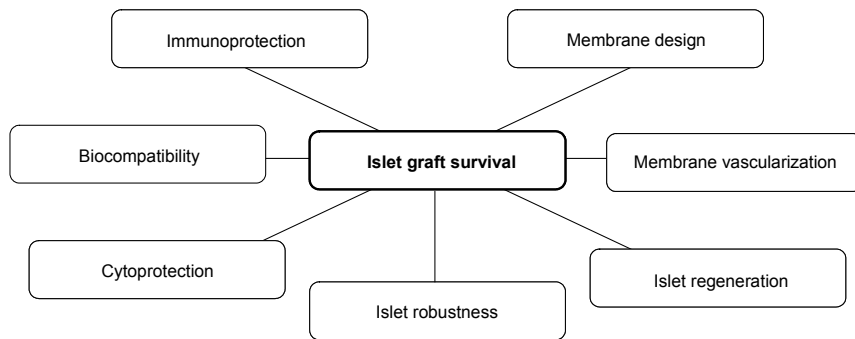 Immunoprotection
Membrane design
Biocompatibility
Islet graft survival
Membrane vascularization
Cytoprotection
Islet regeneration
Islet robustness